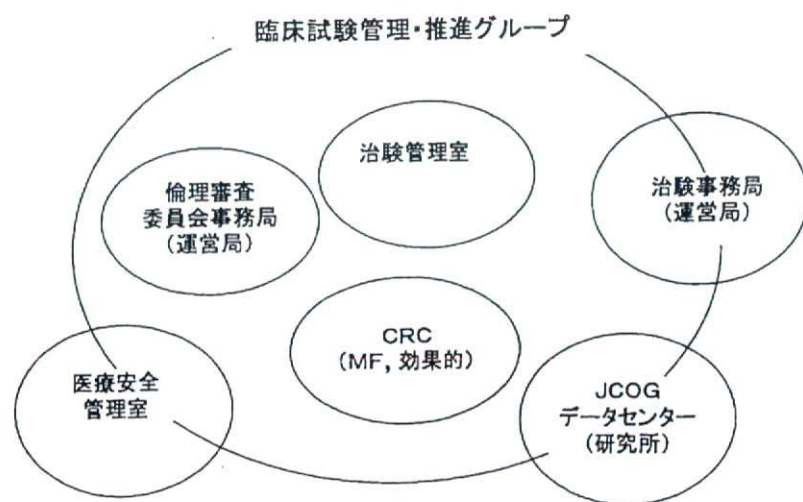 臨床試験管理・推進グループ
治験管理室
倫理審査
委員会事務局
(運営局)
治験事務局
(運営局)
CRC
(MF, 効果的)
医療安全
管理室
JCOG
データセンター
(研究所)